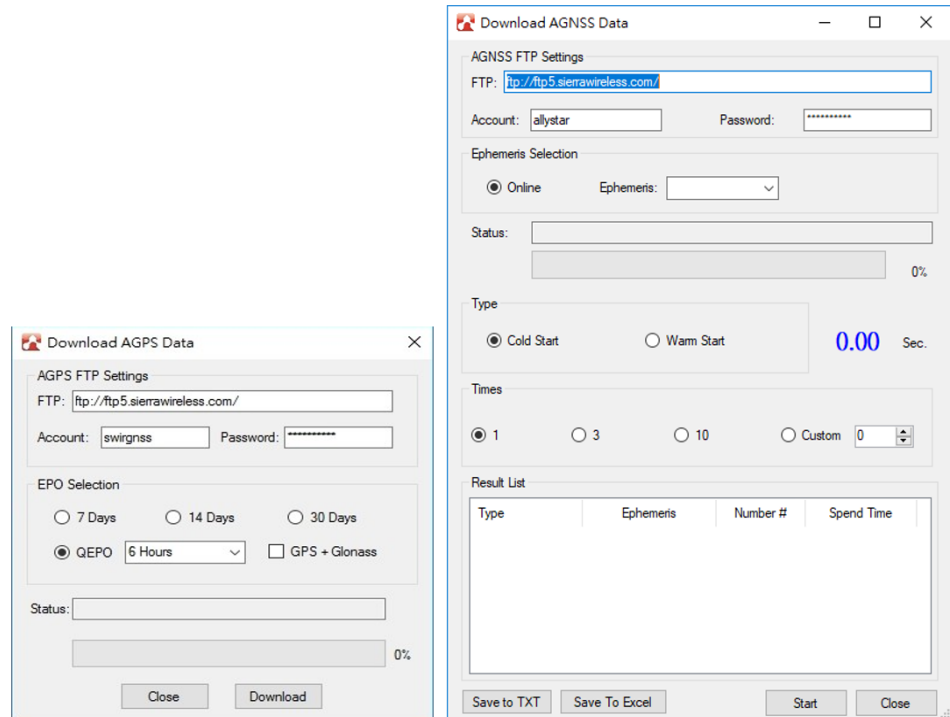 Download AGPS Data
AGPS FTP Settings
FTP: ftp://ftp5.sierrawireless.com/
Account: swirgnss Password: **********
EPO Selection
7 Days 14 Days 30 Days
QEPO 6 Hours GPS + Glonass
Status:
0%
Close Download
Download AGNSS Data
AGNSS FTP Settings
FTP: ftp://ftp5.sierrawireless.com/
Account: allystar Password: **********
Ephemeris Selection
Online Ephemeris:
Status:
0%
Type
Cold Start Warm Start 0.00 Sec.
Times
1 3 10 Custom 0
Result List
Type Ephemeris Number # Spend Time
Save to TXT Save To Excel Start Close